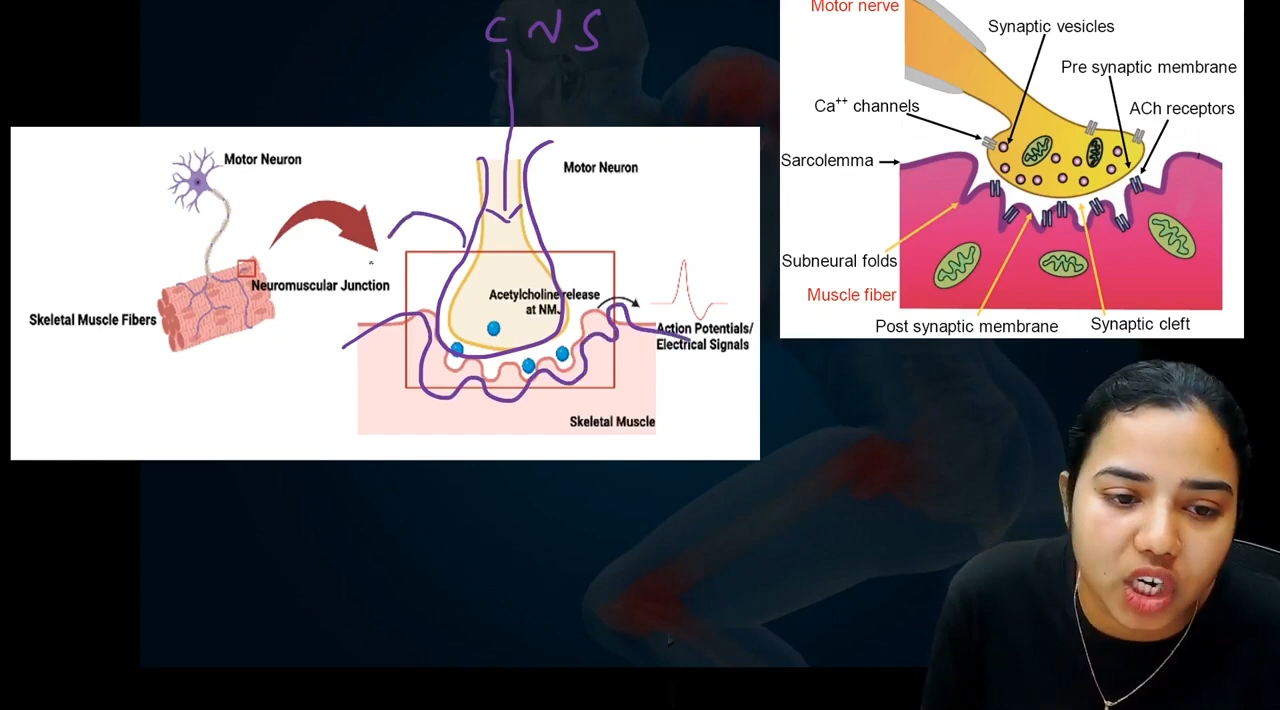 CNS
Motor Neuron
Neuromuscular Junction
Skeletal Muscle Fibers
Motor Neuron
Acetylcholine release
at NMJ
Action Potentials/
Electrical Signals
Skeletal Muscle
Motor nerve
Synaptic vesicles
Pre synaptic membrane
Ca++ channels
ACh receptors
Sarcolemma
Subneural folds
Muscle fiber
Post synaptic membrane
Synaptic cleft